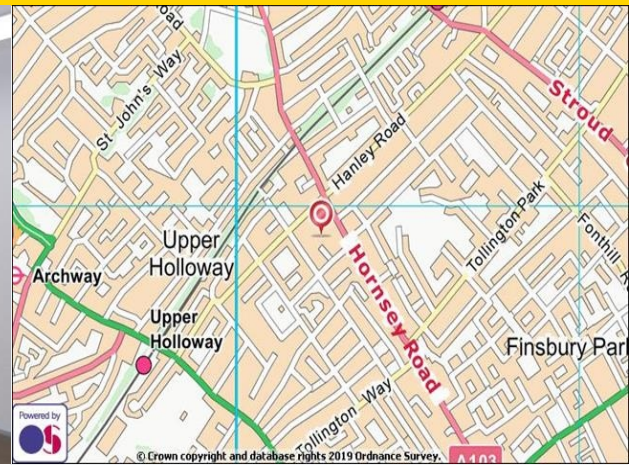 Road
St. John's Way
Stroud
Hanley Road
Tollington Park
Fonthill
Upper
Holloway
Archway
Hornsey Road
Upper
Holloway
Finsbury Park
Tollington Way
Powered by
OS
© Crown copyright and database rights 2019 Ordnance Survey.
A103